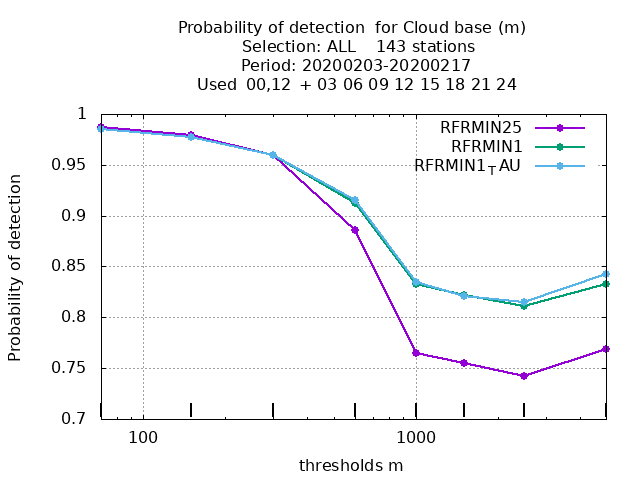 Probability of detection  for Cloud base (m)
Selection: ALL    143 stations
Period: 20200203-20200217
Used  00,12  + 03 06 09 12 15 18 21 24
RFRMIN25
RFRMIN1
RFRMIN1TAU
Probability of detection
1
0.95
0.9
0.85
0.8
0.75
0.7
100
1000
thresholds m